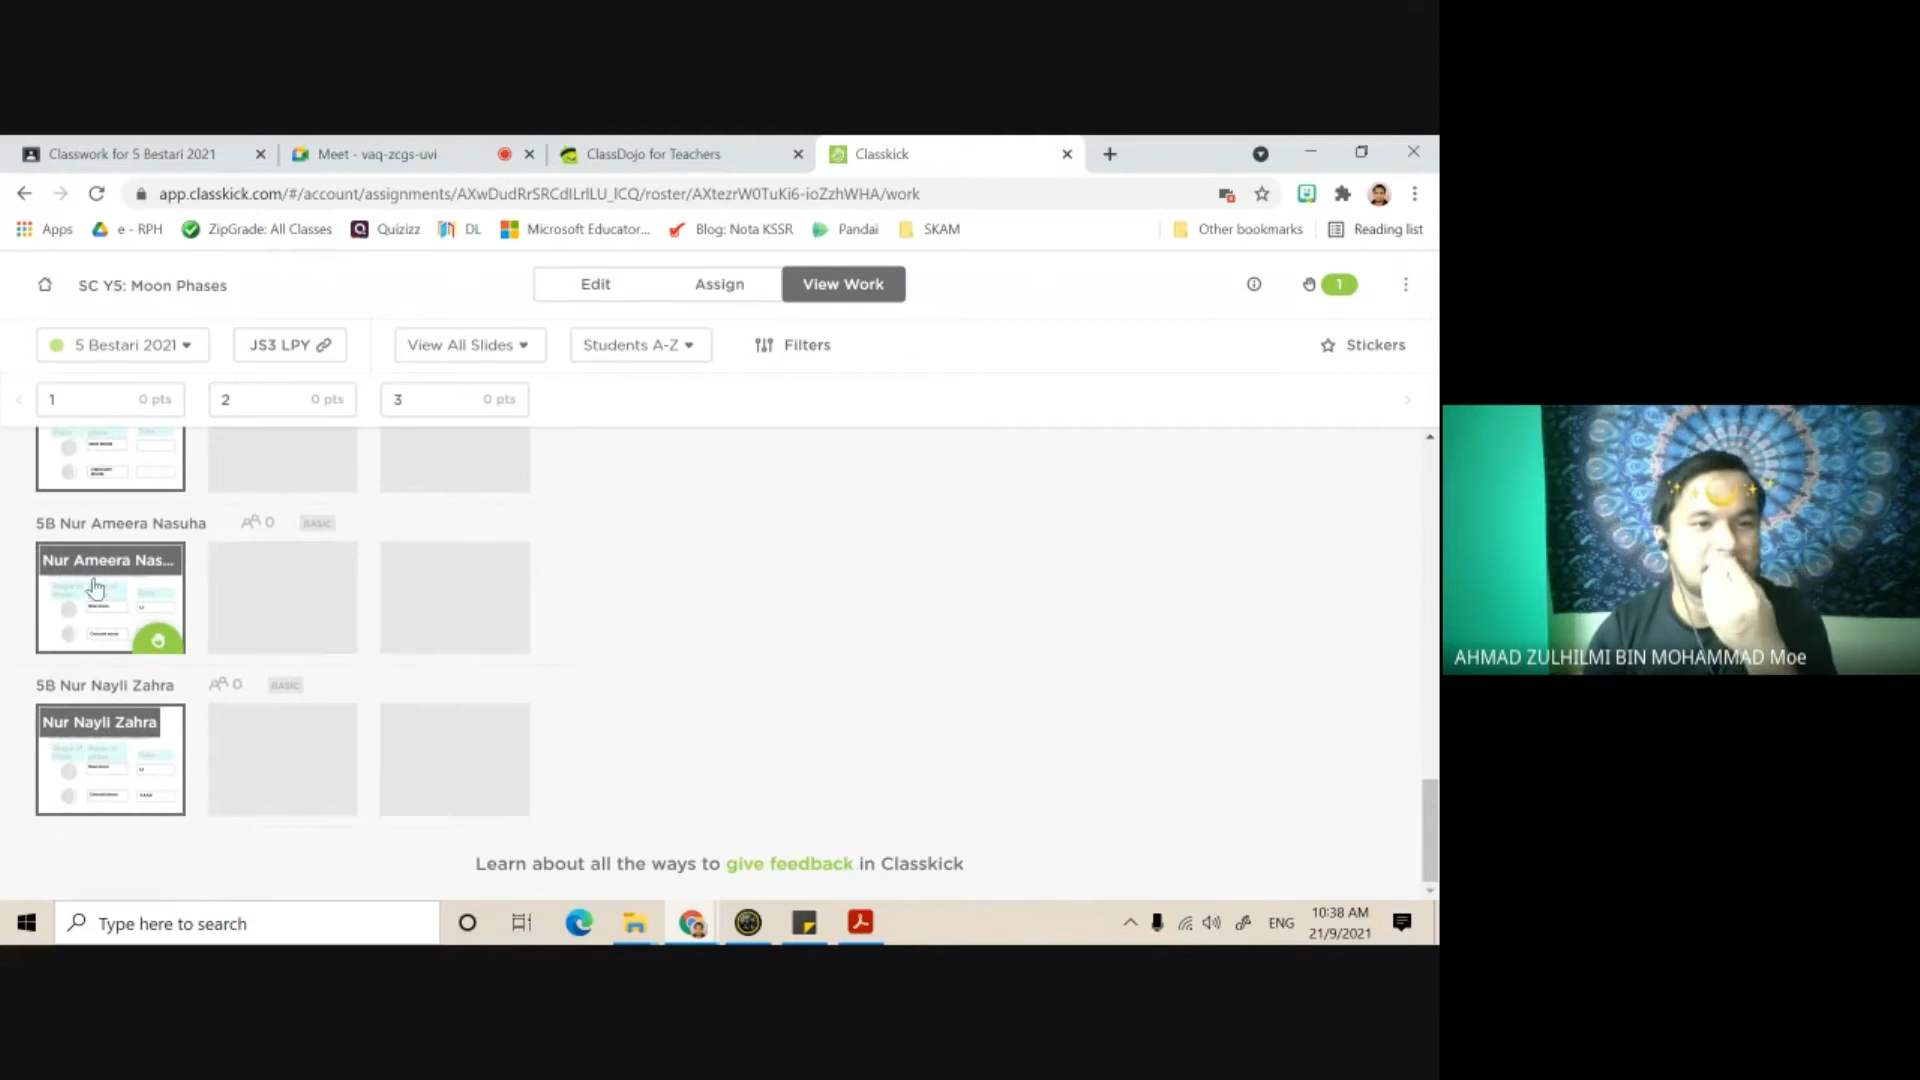 Classwork for 5 Bestari 2021
Meet - vaq-zcgs-uvi
ClassDojo for Teachers
Classkick
app.classkick.com/#/account/assignments/AXwDudRrSRCdILrlLU_lCQ/roster/AXtezrW0TuKi6-ioZzhWHA/work
Apps
e - RPH
ZipGrade: All Classes
Quizizz
DL
Microsoft Educator...
Blog: Nota KSSR
Pandai
SKAM
Other bookmarks
Reading list
SC Y5: Moon Phases
Edit
Assign
View Work
1
5 Bestari 2021
JS3 LPY
View All Slides
Students A-Z
Filters
Stickers
1 0 pts
2 0 pts
3 0 pts
5B Nur Ameera Nasuha 0 BASIC
Nur Ameera Nas...
5B Nur Nayli Zahra 0 BASIC
Nur Nayli Zahra
Learn about all the ways to give feedback in Classkick
Type here to search
ENG
10:38 AM
21/9/2021
AHMAD ZULHILMI BIN MOHAMMAD Moe